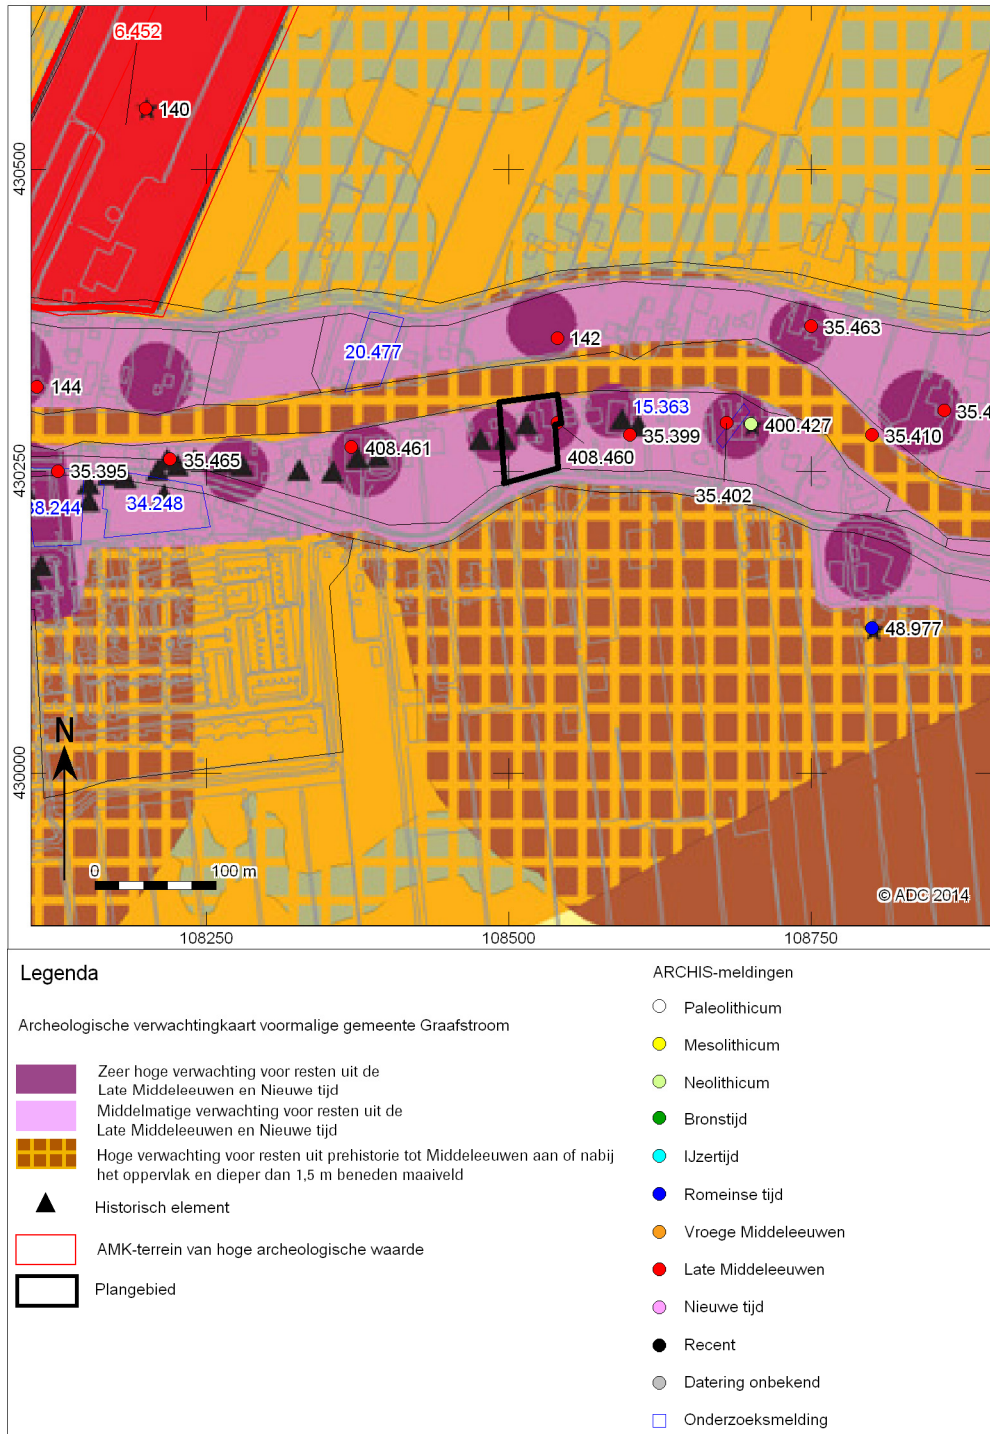 6.452
140
430500
20.477
142
35.463
144
15.363
35.4
400.427
35.399
35.410
408.461
408.460
35.465
35.395
430250
38.244
34.248
35.402
48.977
N
430000
0 100 m
© ADC 2014
108250 108500 108750
Legenda
Archeologische verwachtingkaart voormalige gemeente Graafstroom
Zeer hoge verwachting voor resten uit de
Late Middeleeuwen en Nieuwe tijd
Middelmatige verwachting voor resten uit de
Late Middeleeuwen en Nieuwe tijd
Hoge verwachting voor resten uit prehistorie tot Middeleeuwen aan of nabij
het oppervlak en dieper dan 1,5 m beneden maaiveld
Historisch element
AMK-terrein van hoge archeologische waarde
Plangebied
ARCHIS-meldingen
Paleolithicum
Mesolithicum
Neolithicum
Bronstijd
IJzertijd
Romeinse tijd
Vroege Middeleeuwen
Late Middeleeuwen
Nieuwe tijd
Recent
Datering onbekend
Onderzoeksmelding